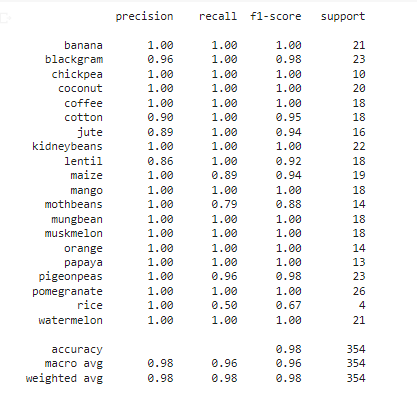 precision recall f1-score support
banana 1.00 1.00 1.00 21
blackgram 0.96 1.00 0.98 23
chickpea 1.00 1.00 1.00 10
coconut 1.00 1.00 1.00 20
coffee 1.00 1.00 1.00 18
cotton 0.90 1.00 0.95 18
jute 0.89 1.00 0.94 16
kidneybeans 1.00 1.00 1.00 22
lentil 0.86 1.00 0.92 18
maize 1.00 0.89 0.94 19
mango 1.00 1.00 1.00 18
mothbeans 1.00 0.79 0.88 14
mungbean 1.00 1.00 1.00 18
muskmelon 1.00 1.00 1.00 18
orange 1.00 1.00 1.00 14
papaya 1.00 1.00 1.00 13
pigeonpeas 1.00 0.96 0.98 23
pomegranate 1.00 1.00 1.00 26
rice 1.00 0.50 0.67 4
watermelon 1.00 1.00 1.00 21
accuracy 0.98 354
macro avg 0.98 0.96 0.96 354
weighted avg 0.98 0.98 0.98 354